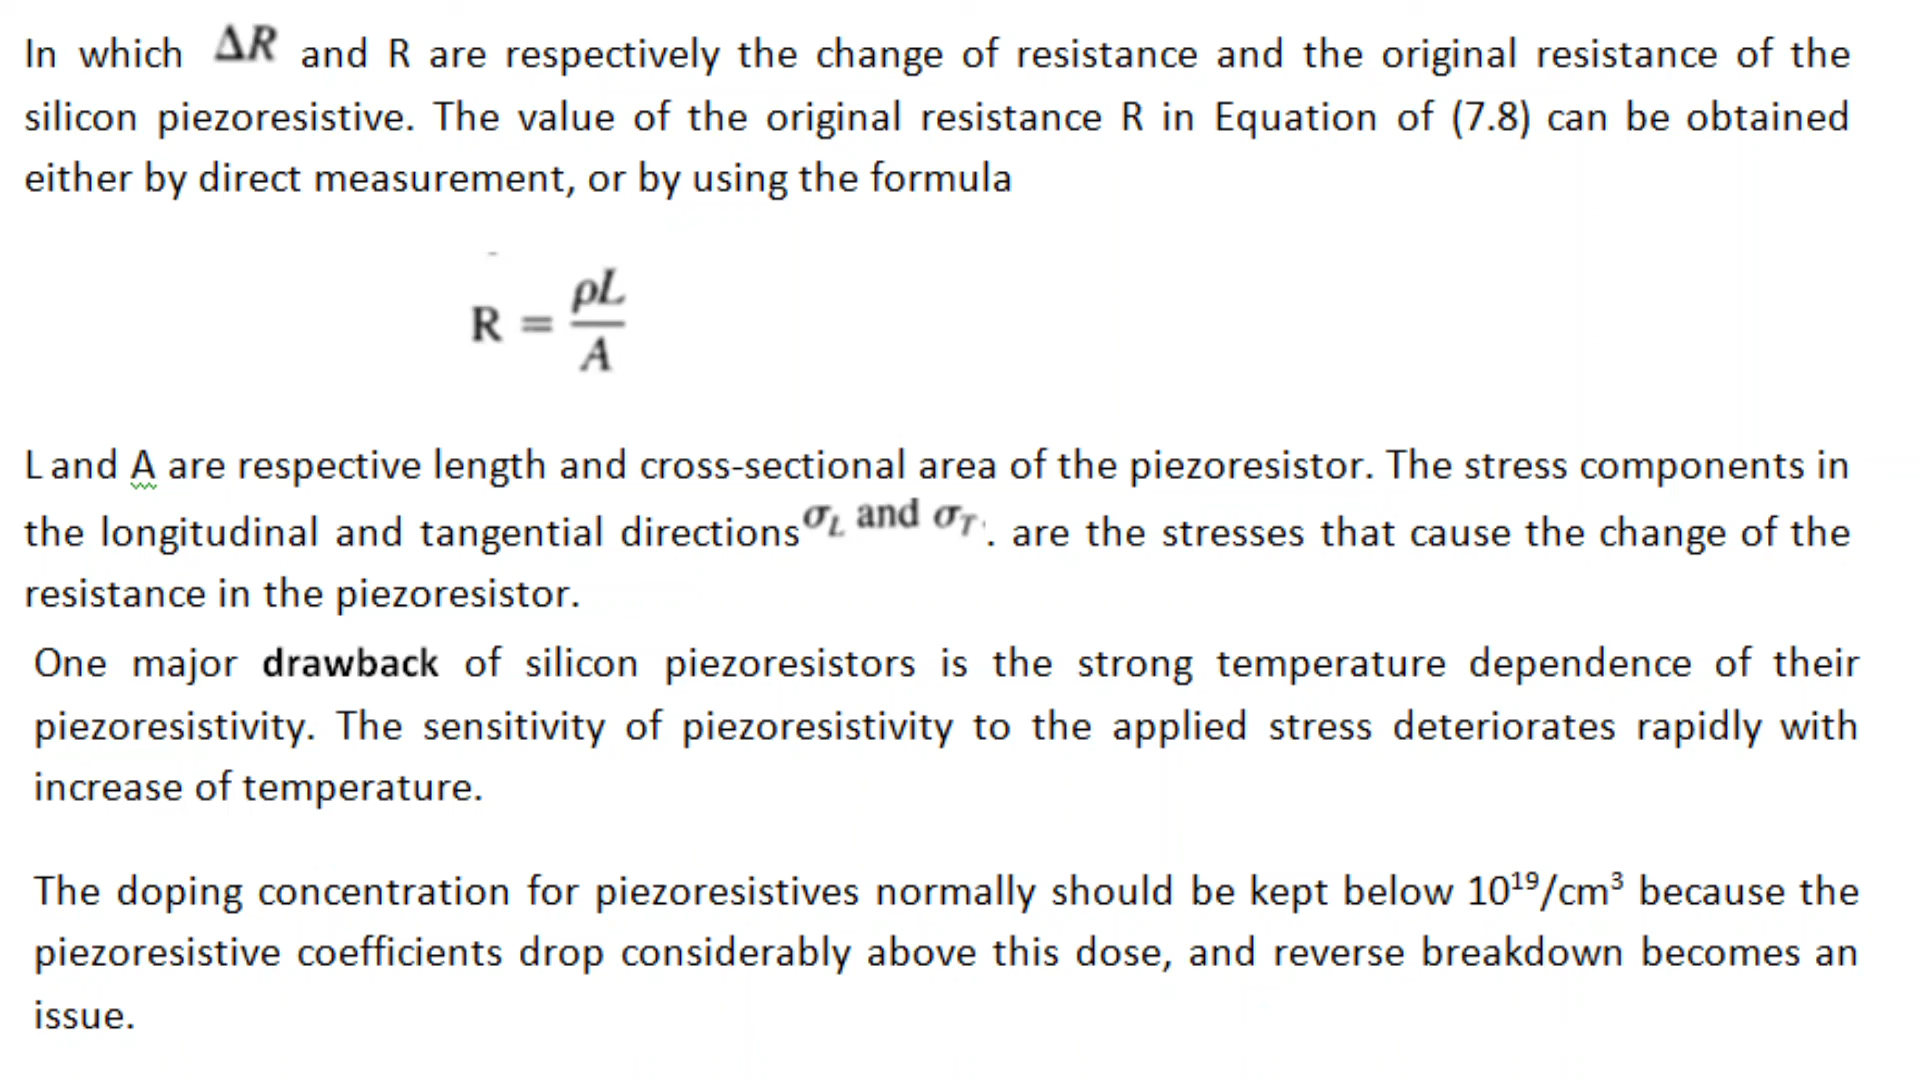 In which ΔR and R are respectively the change of resistance and the original resistance of the
silicon piezoresistive. The value of the original resistance R in Equation of (7.8) can be obtained
either by direct measurement, or by using the formula
R = ρL/A
L and A are respective length and cross-sectional area of the piezoresistor. The stress components in
the longitudinal and tangential directions σL and σT . are the stresses that cause the change of the
resistance in the piezoresistor.
One major drawback of silicon piezoresistors is the strong temperature dependence of their
piezoresistivity. The sensitivity of piezoresistivity to the applied stress deteriorates rapidly with
increase of temperature.
The doping concentration for piezoresistives normally should be kept below 10¹⁹/cm³ because the
piezoresistive coefficients drop considerably above this dose, and reverse breakdown becomes an
issue.